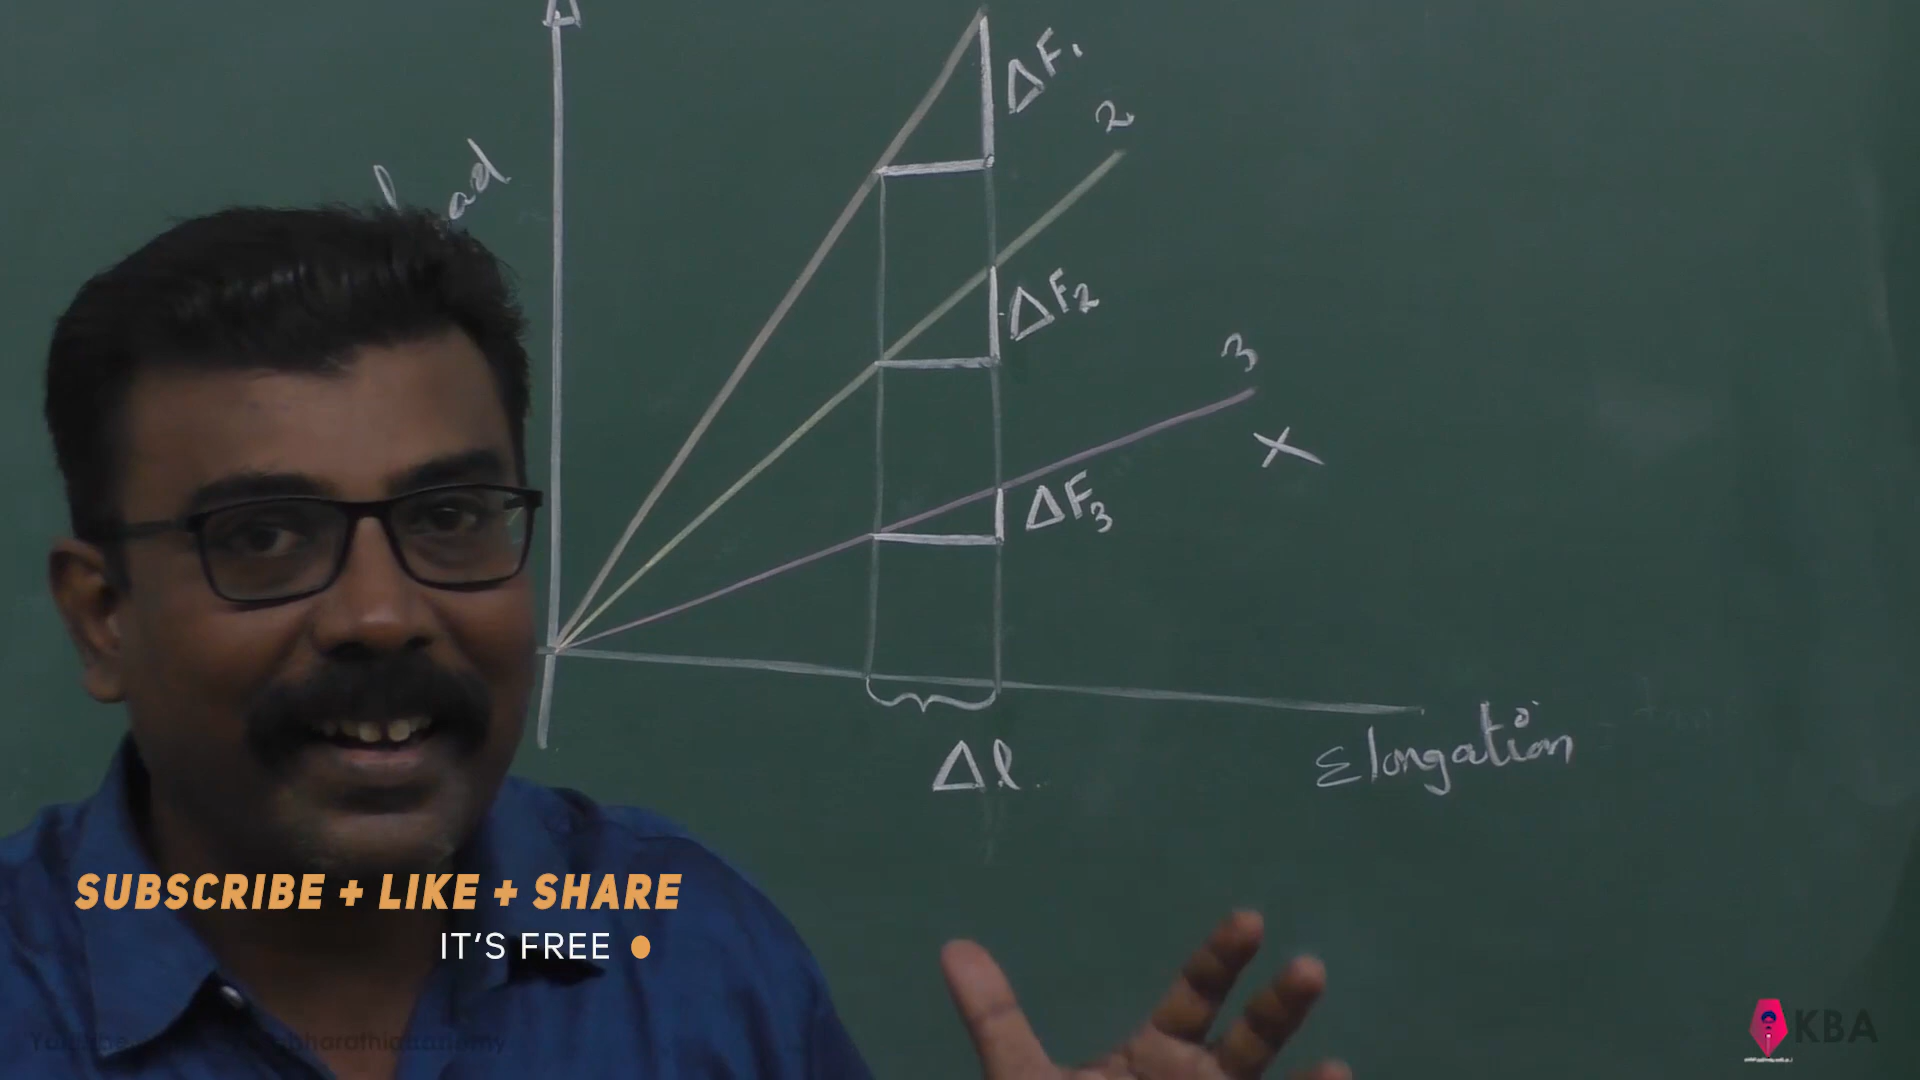 ΔF₁
2
ΔF₂
3
X
ΔF₃
Elongation
Δl
SUBSCRIBE + LIKE + SHARE
IT'S FREE
KBA